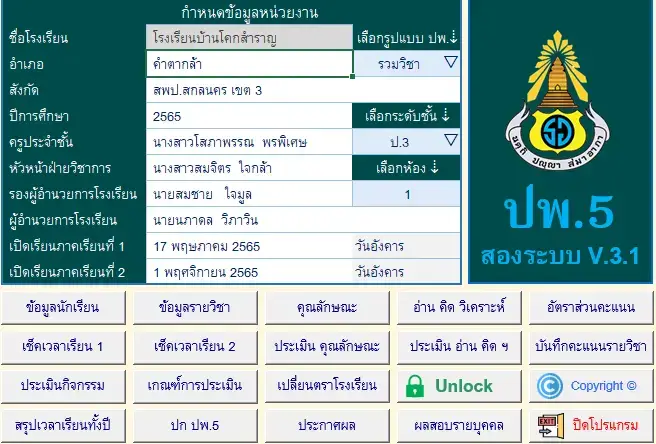 กำหนดข้อมูลหน่วยงาน
ชื่อโรงเรียน โรงเรียนบ้านโคกสำราญ เลือกรูปแบบ ปพ.↓
อำเภอ คำตากล้า รวมวิชา
สังกัด สพป.สกลนคร เขต 3
ปีการศึกษา 2565 เลือกระดับชั้น ↓
ครูประจำชั้น นางสาวโสภาพรรณ พรพิเศษ ป.3
หัวหน้าฝ่ายวิชาการ นางสาวสมจิตร ใจกล้า เลือกห้อง ↓
รองผู้อำนวยการโรงเรียน นายสมชาย ใจมูล 1
ผู้อำนวยการโรงเรียน นายนภาดล วิภาวิน
เปิดเรียนภาคเรียนที่ 1 17 พฤษภาคม 2565 วันอังคาร
เปิดเรียนภาคเรียนที่ 2 1 พฤศจิกายน 2565 วันอังคาร
นตฺถิ ปญฺญา สมา อาภา
ปพ.5
สองระบบ V.3.1
ข้อมูลนักเรียน ข้อมูลรายวิชา คุณลักษณะ อ่าน คิด วิเคราะห์ อัตราส่วนคะแนน
เช็คเวลาเรียน 1 เช็คเวลาเรียน 2 ประเมิน คุณลักษณะ ประเมิน อ่าน คิด ฯ บันทึกคะแนนรายวิชา
ประเมินกิจกรรม เกณฑ์การประเมิน เปลี่ยนตราโรงเรียน Unlock Copyright ©
สรุปเวลาเรียนทั้งปี ปก ปพ.5 ประกาศผล ผลสอบรายบุคคล EXIT ปิดโปรแกรม